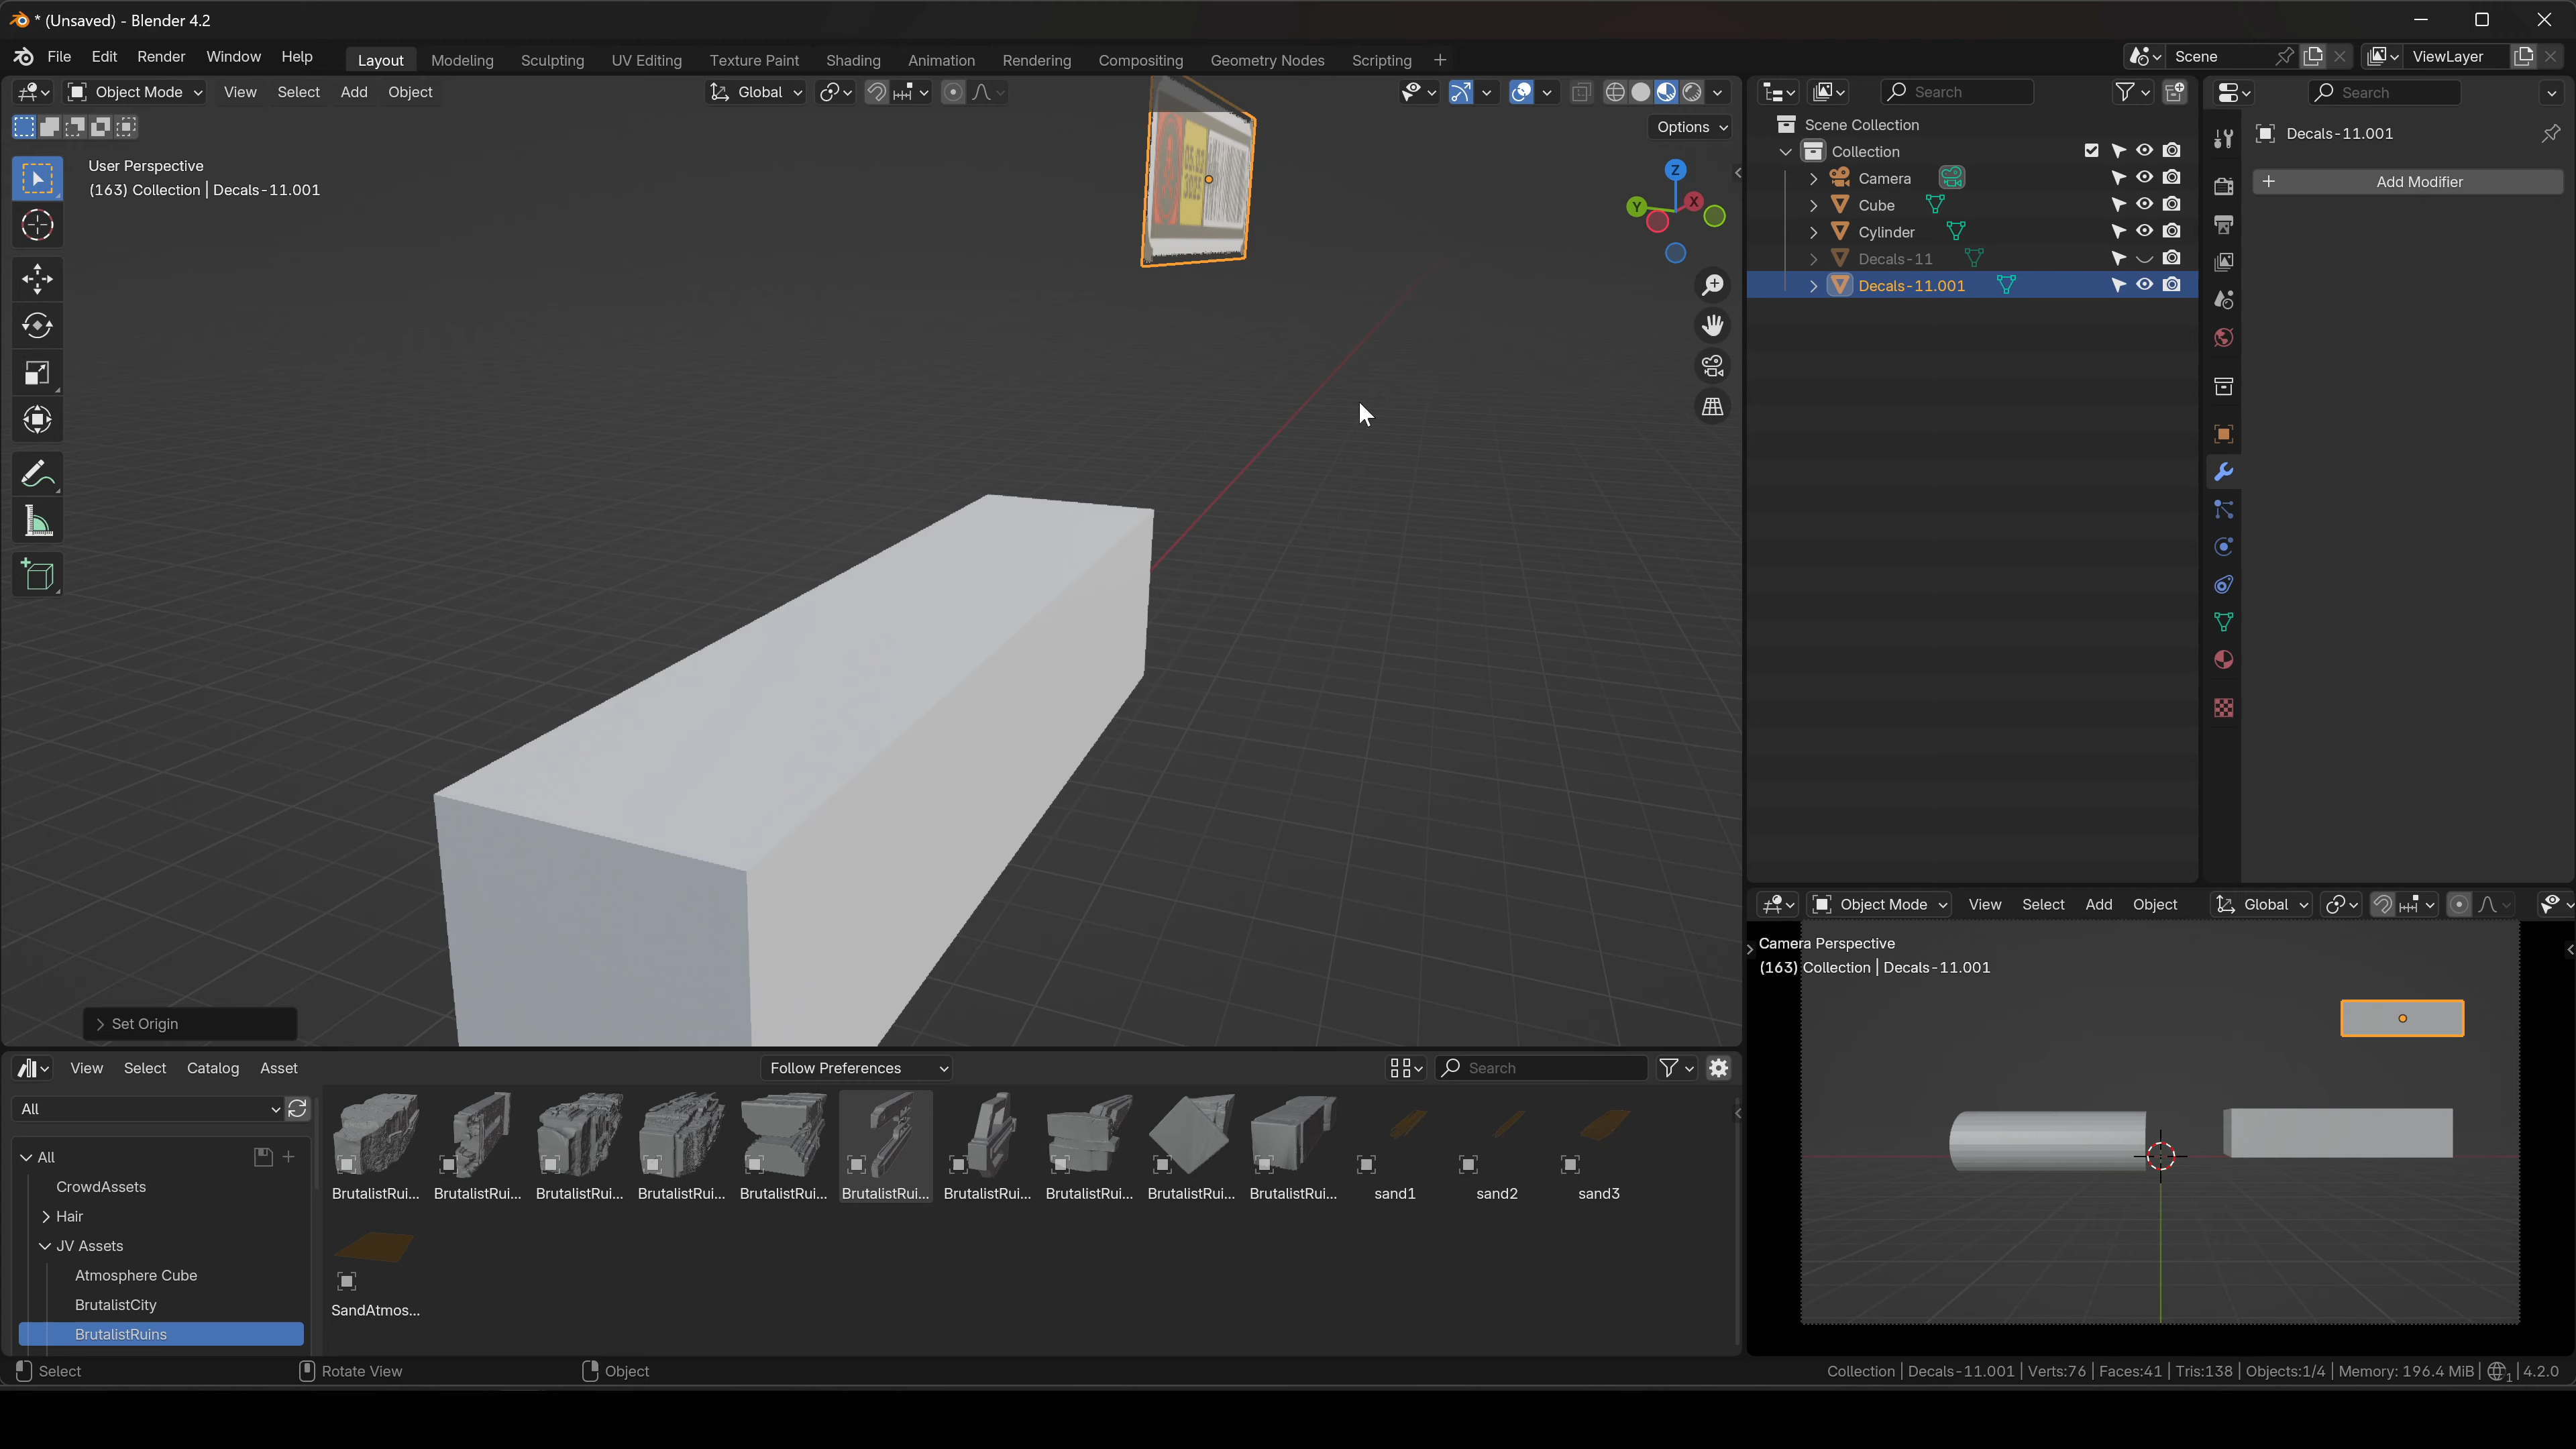 * (Unsaved) - Blender 4.2
File Edit Render Window Help
Layout Modeling Sculpting UV Editing Texture Paint Shading Animation Rendering Compositing Geometry Nodes Scripting +
Scene
ViewLayer
Object Mode View Select Add Object
Global
Options
User Perspective
(163) Collection | Decals-11.001
Z
Y
X
Set Origin
Search
Scene Collection
Collection
Camera
Cube
Cylinder
Decals-11
Decals-11.001
Search
Decals-11.001
Add Modifier
Object Mode View Select Add Object Global
Camera Perspective
(163) Collection | Decals-11.001
View Select Catalog Asset
Follow Preferences
Search
All
All
CrowdAssets
Hair
JV Assets
Atmosphere Cube
BrutalistCity
BrutalistRuins
BrutalistRui... BrutalistRui... BrutalistRui... BrutalistRui... BrutalistRui... BrutalistRui... BrutalistRui... BrutalistRui... BrutalistRui... BrutalistRui... sand1 sand2 sand3
SandAtmos...
Select
Rotate View
Object
Collection | Decals-11.001 | Verts:76 | Faces:41 | Tris:138 | Objects:1/4 | Memory: 196.4 MiB | 1 | 4.2.0